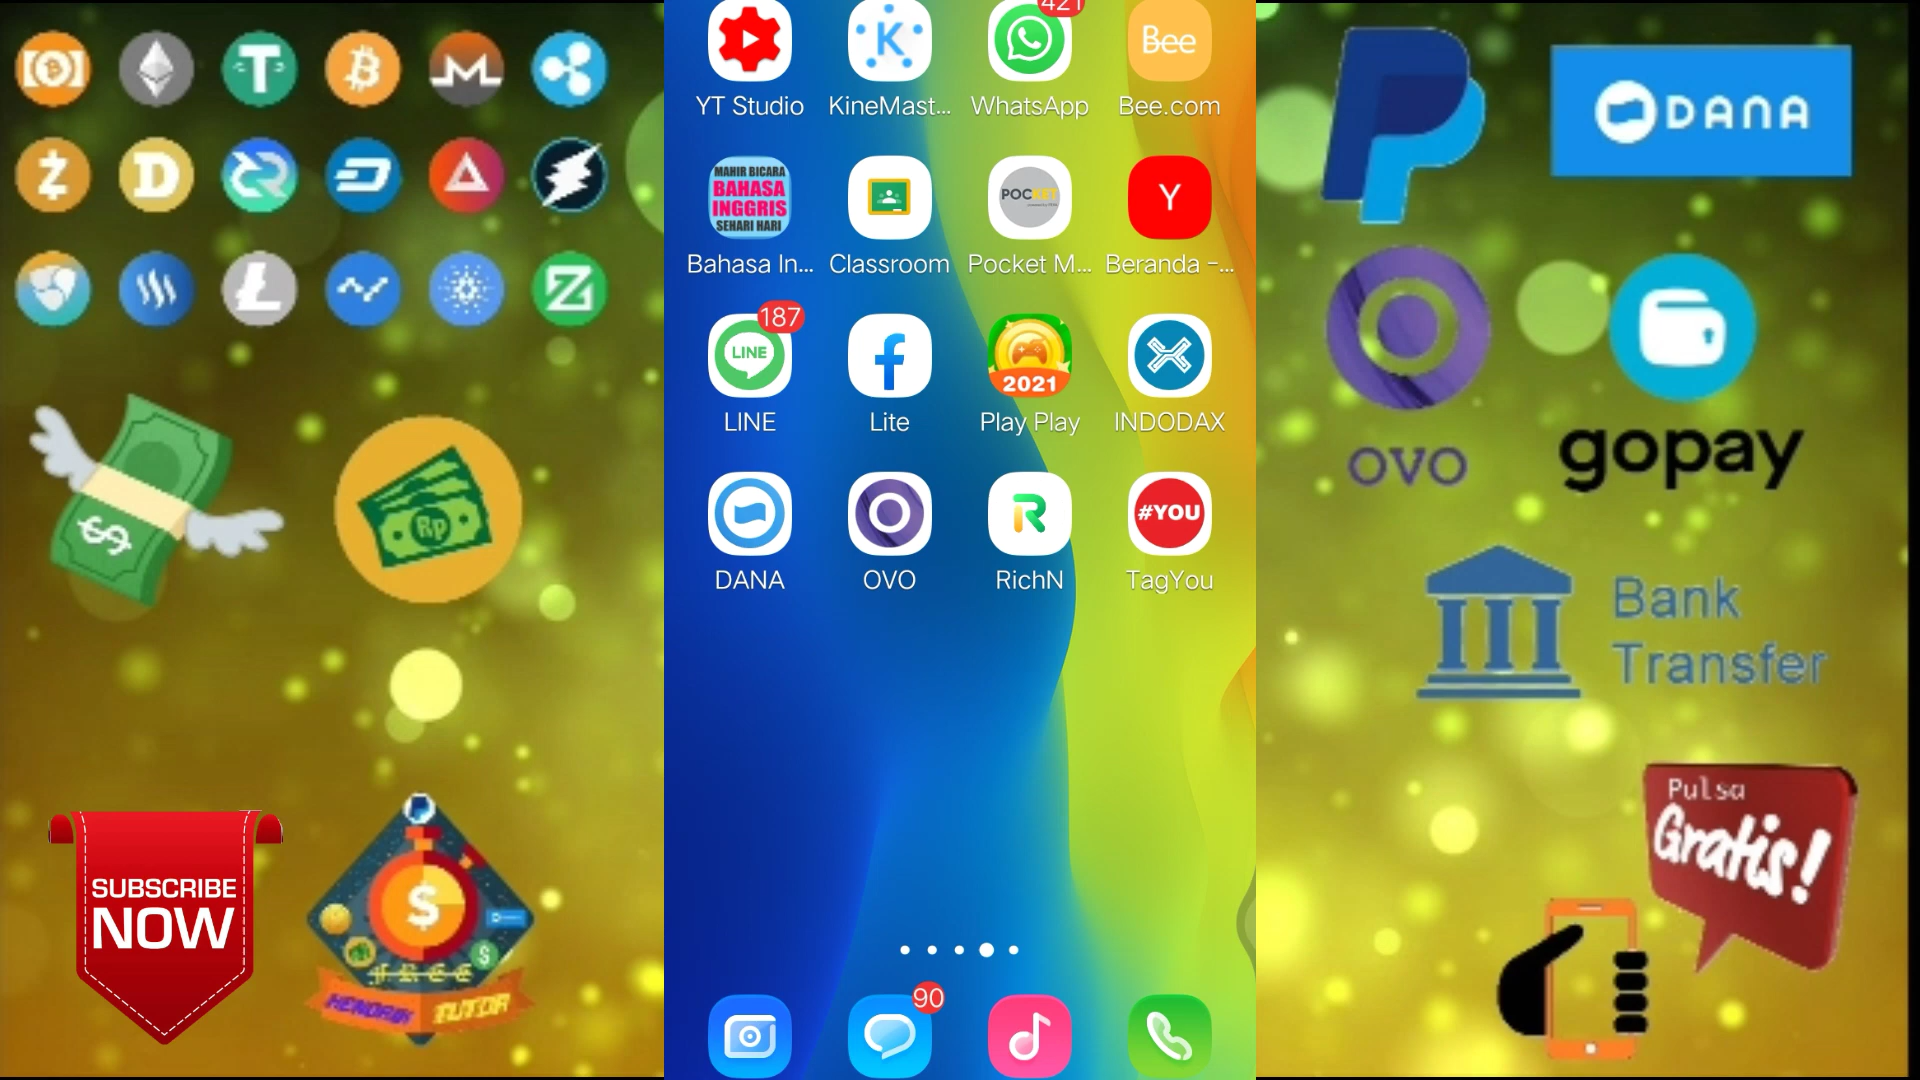 SUBSCRIBE
NOW
HENDRIK TUTOR
421
YT Studio
KineMast...
WhatsApp
Bee
Bee.com
MAHIR BICARA
BAHASA
INGGRIS
SEHARI HARI
Bahasa In...
Classroom
POCKET
Pocket M...
Y
Beranda -...
187
LINE
LINE
Lite
2021
Play Play
INDODAX
DANA
OVO
RichN
#YOU
TagYou
90
DANA
OVO
gopay
Bank
Transfer
Pulsa
Gratis!